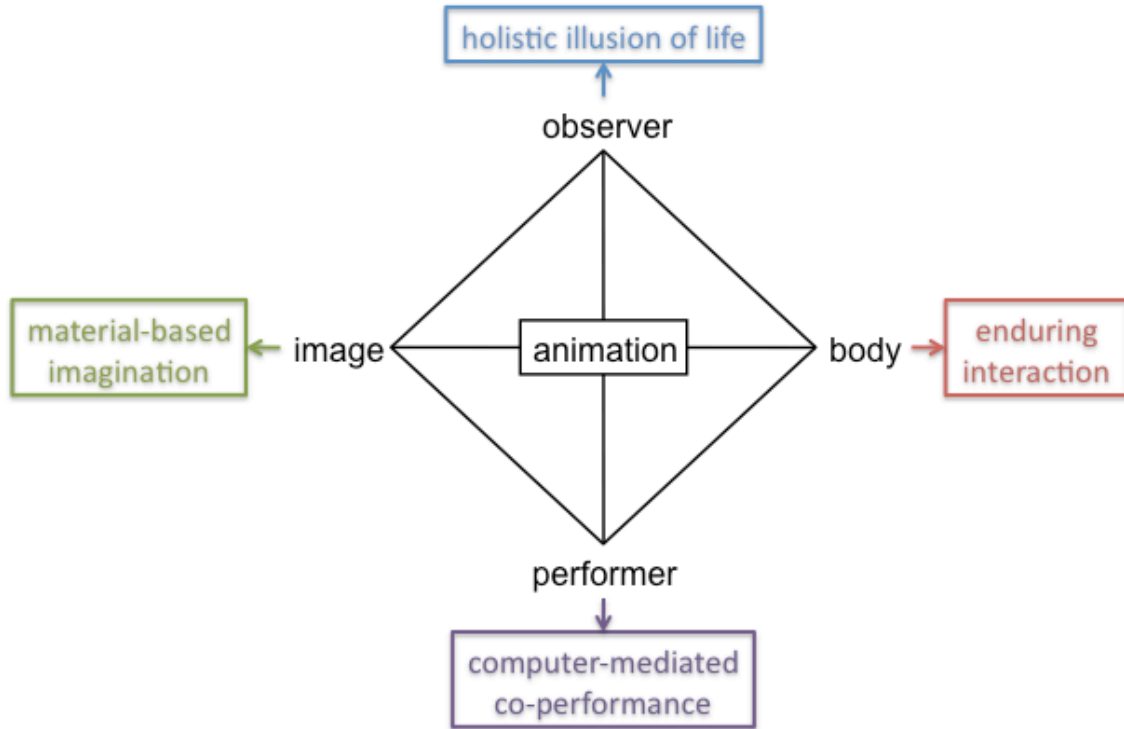 holistic illusion of life
observer
material-based
imagination
image
animation
body
enduring
interaction
performer
computer-mediated
co-performance